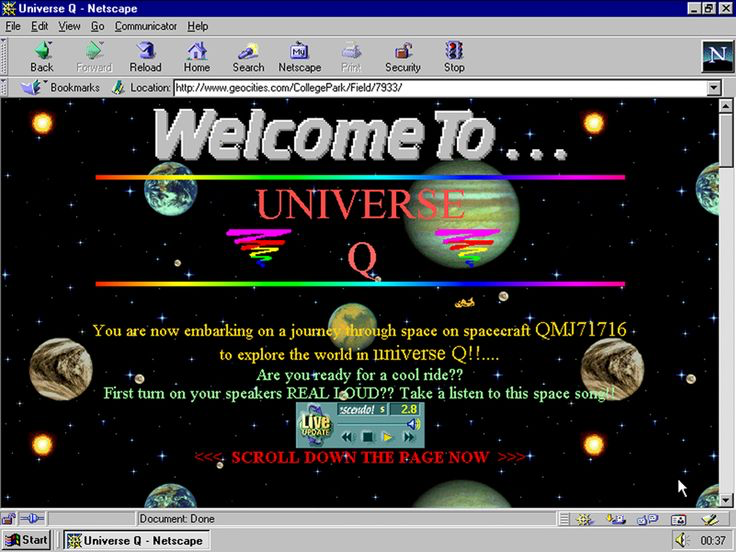 Universe Q - Netscape
File Edit View Go Communicator Help
Back Forward Reload Home Search Netscape Print Security Stop
My
N
Bookmarks Location: http://www.geocities.com/CollegePark/Field/7933/
Welcome To . . .
UNIVERSE
Q
You are now embarking on a journey through space on spacecraft QMJ71716
to explore the world in universe Q!!....
Are you ready for a cool ride??
First turn on your speakers REAL LOUD?? Take a listen to this space song!!
scendo! s 2.8
Live
UPDATE
<<< SCROLL DOWN THE PAGE NOW >>>
Document: Done
Start Universe Q - Netscape 00:37